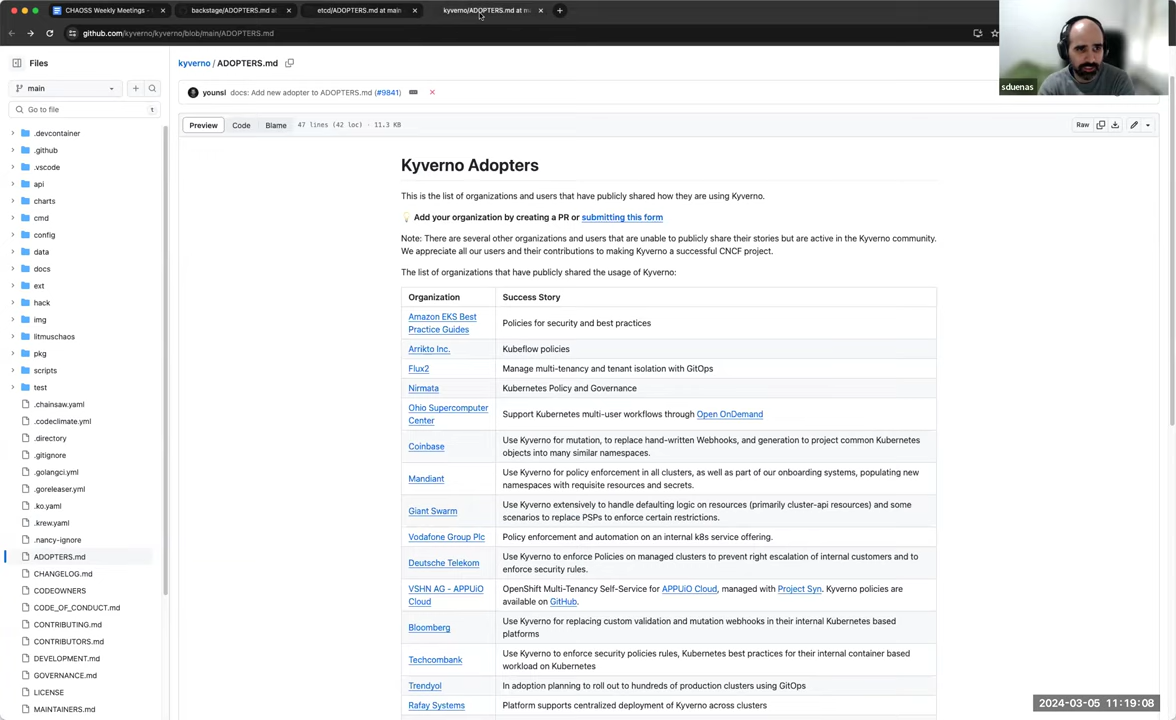 CHAOSS Weekly Meetings -
backstage/ADOPTERS.md at
etcd/ADOPTERS.md at main
kyverno/ADOPTERS.md at m
github.com/kyverno/kyverno/blob/main/ADOPTERS.md
sduenas
Files
main
Go to file
t
.devcontainer
.github
.vscode
api
charts
cmd
config
data
docs
ext
hack
img
litmuschaos
pkg
scripts
test
.chainsaw.yaml
.codeclimate.yml
.directory
.gitignore
.golangci.yml
.goreleaser.yml
.ko.yaml
.krew.yaml
.nancy-ignore
ADOPTERS.md
CHANGELOG.md
CODEOWNERS
CODE_OF_CONDUCT.md
CONTRIBUTING.md
CONTRIBUTORS.md
DEVELOPMENT.md
GOVERNANCE.md
LICENSE
MAINTAINERS.md
kyverno / ADOPTERS.md
younsl docs: Add new adopter to ADOPTERS.md (#9841)
Preview Code Blame 47 lines (42 loc) · 11.3 KB Raw
Kyverno Adopters
This is the list of organizations and users that have publicly shared how they are using Kyverno.
Add your organization by creating a PR or submitting this form
Note: There are several other organizations and users that are unable to publicly share their stories but are active in the Kyverno community.
We appreciate all our users and their contributions to making Kyverno a successful CNCF project.
The list of organizations that have publicly shared the usage of Kyverno:
Organization Success Story
Amazon EKS Best
Practice Guides
Policies for security and best practices
Arrikto Inc. Kubeflow policies
Flux2 Manage multi-tenancy and tenant isolation with GitOps
Nirmata Kubernetes Policy and Governance
Ohio Supercomputer
Center
Support Kubernetes multi-user workflows through Open OnDemand
Coinbase
Use Kyverno for mutation, to replace hand-written Webhooks, and generation to project common Kubernetes
objects into many similar namespaces.
Mandiant
Use Kyverno for policy enforcement in all clusters, as well as part of our onboarding systems, populating new
namespaces with requisite resources and secrets.
Giant Swarm
Use Kyverno extensively to handle defaulting logic on resources (primarily cluster-api resources) and some
scenarios to replace PSPs to enforce certain restrictions.
Vodafone Group Plc Policy enforcement and automation on an internal k8s service offering.
Deutsche Telekom
Use Kyverno to enforce Policies on managed clusters to prevent right escalation of internal customers and to
enforce security rules.
VSHN AG - APPUiO
Cloud
OpenShift Multi-Tenancy Self-Service for APPUiO Cloud, managed with Project Syn. Kyverno policies are
available on GitHub.
Bloomberg
Use Kyverno for replacing custom validation and mutation webhooks in their internal Kubernetes based
platforms
Techcombank
Use Kyverno to enforce security policies rules, Kubernetes best practices for their internal container based
workload on Kubernetes
Trendyol In adoption planning to roll out to hundreds of production clusters using GitOps
Rafay Systems Platform supports centralized deployment of Kyverno across clusters
2024-03-05 11:19:08